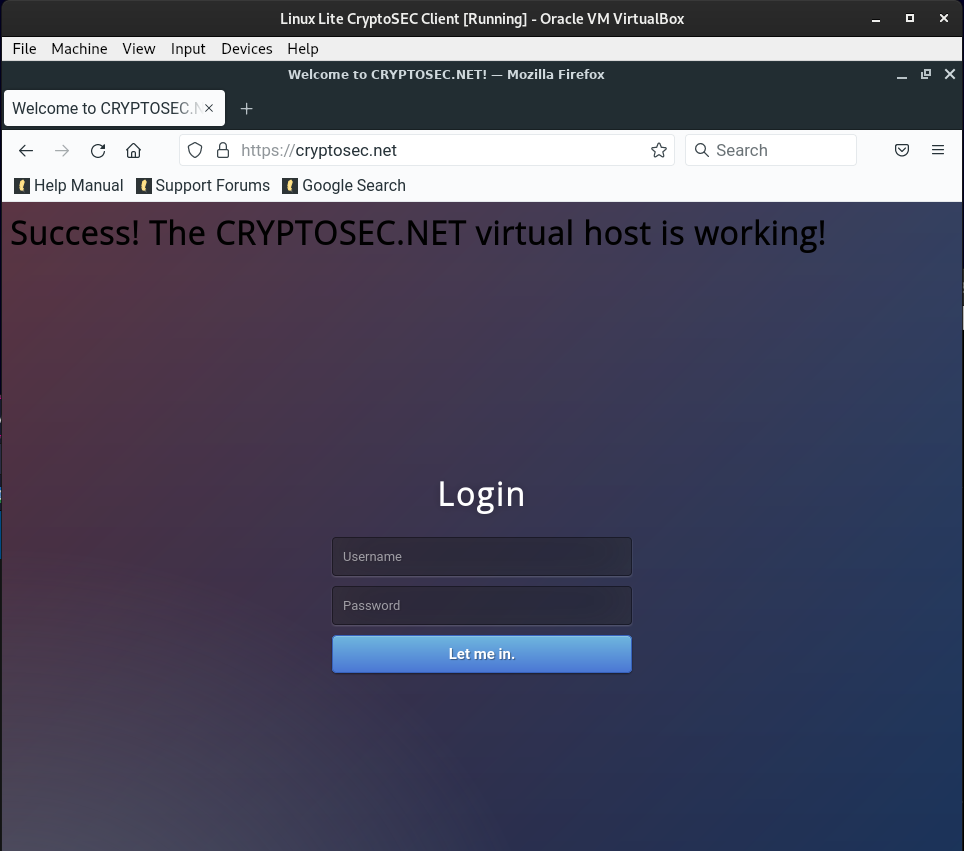 Linux Lite CryptoSEC Client [Running] - Oracle VM VirtualBox
File Machine View Input Devices Help
Welcome to CRYPTOSEC.NET! — Mozilla Firefox
Welcome to CRYPTOSEC.N
https://cryptosec.net Search
Help Manual Support Forums Google Search
Success! The CRYPTOSEC.NET virtual host is working!
Login
Username
Password
Let me in.